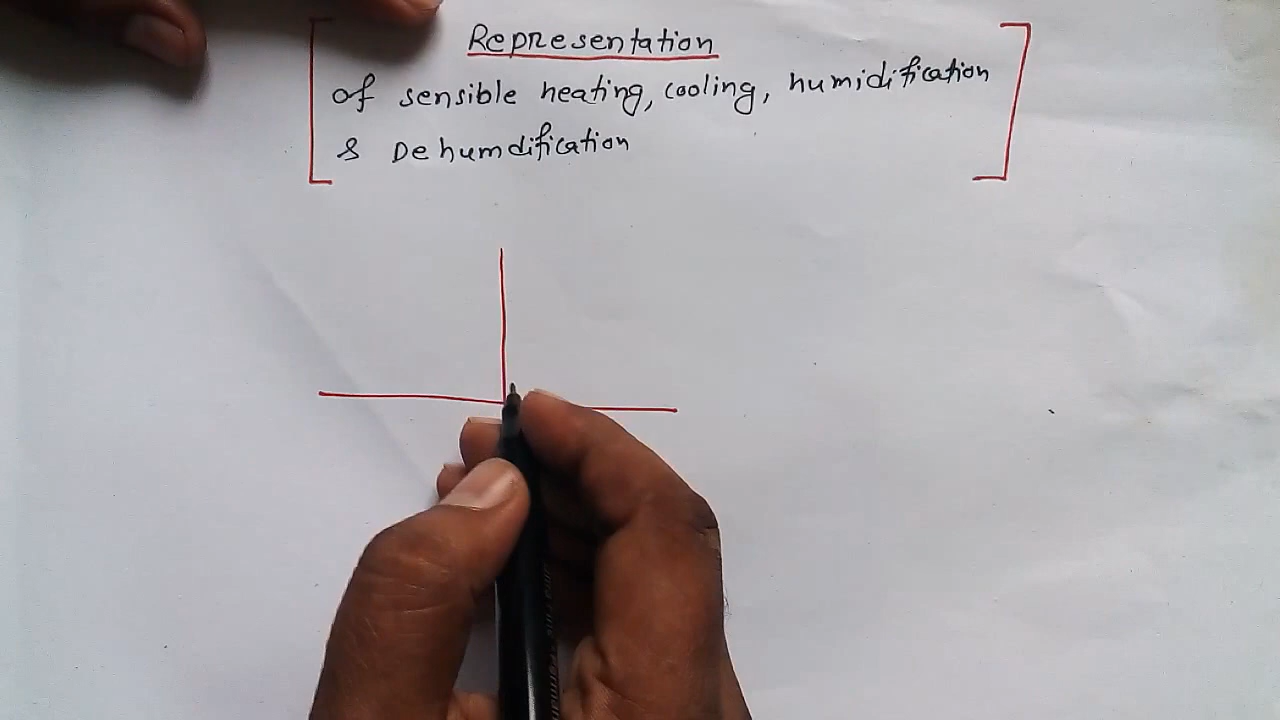 Representation
of sensible heating, cooling, humidification
& Dehumdification